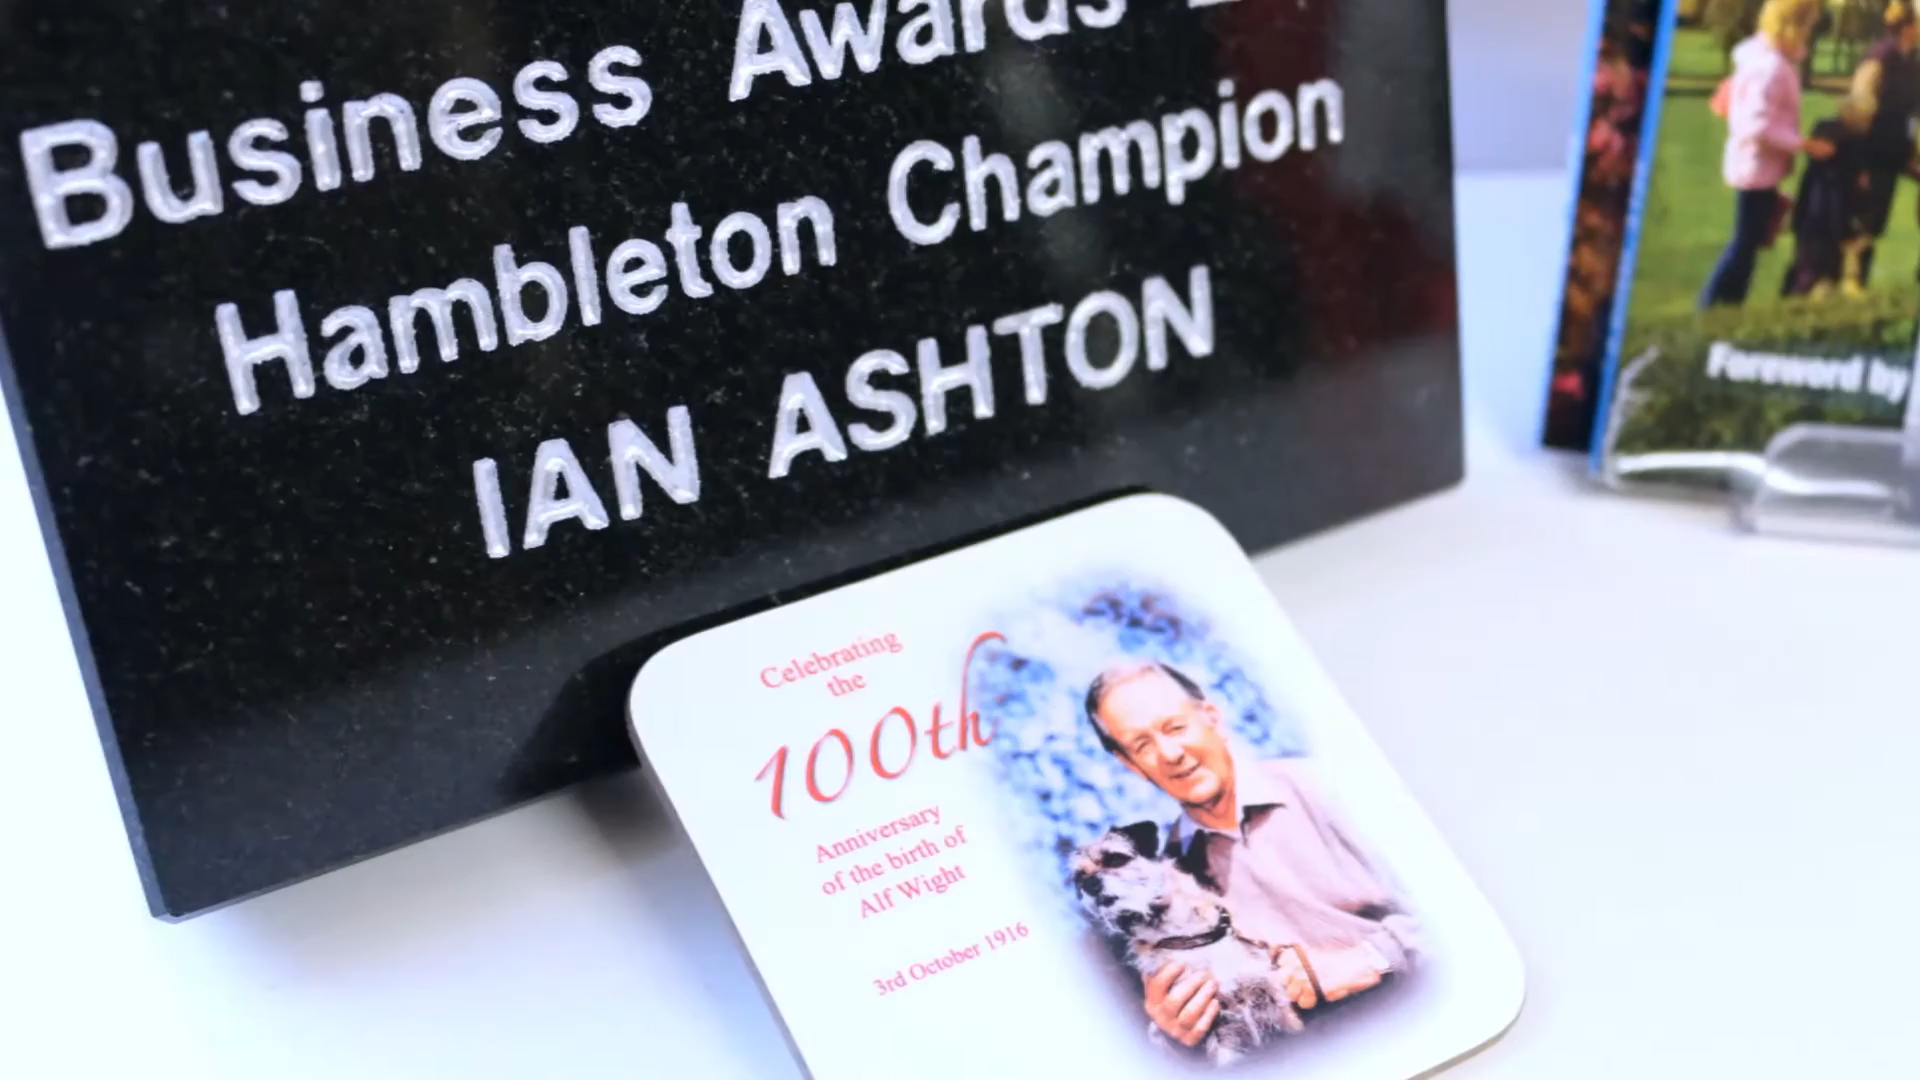 Business Awards
Hambleton Champion
IAN ASHTON
Celebrating
the
100th
Anniversary
of the birth of
Alf Wight
3rd October 1916
Foreword by